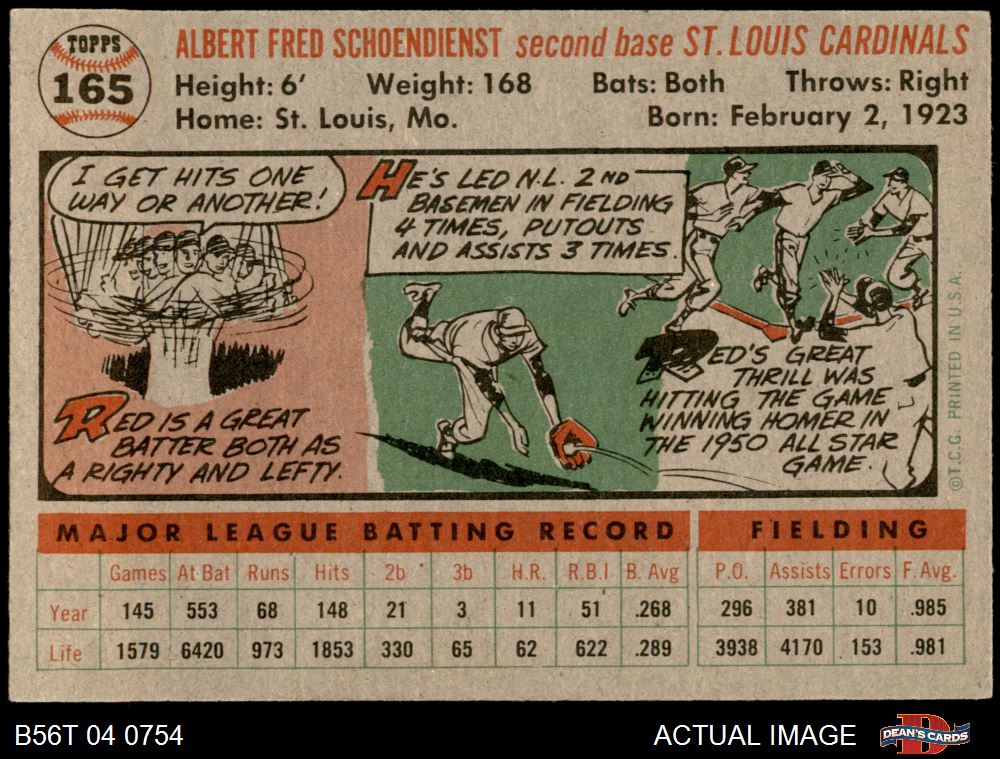 TOPPS
165
ALBERT FRED SCHOENDIENST second base ST. LOUIS CARDINALS
Height: 6' Weight: 168 Bats: Both Throws: Right
Home: St. Louis, Mo. Born: February 2, 1923
I GET HITS ONE
WAY OR ANOTHER!
RED IS A GREAT
BATTER BOTH AS
A RIGHTY AND LEFTY.
HE'S LED N.L. 2ND
BASEMEN IN FIELDING
4 TIMES, PUTOUTS
AND ASSISTS 3 TIMES.
RED'S GREAT
THRILL WAS
HITTING THE GAME
WINNING HOMER IN
THE 1950 ALL STAR
GAME.
©T.C.G. PRINTED IN U.S.A.
MAJOR LEAGUE BATTING RECORD FIELDING
Games At Bat Runs Hits 2b 3b H.R. R.B.I B. Avg P.O. Assists Errors F. Avg.
Year 145 553 68 148 21 3 11 51 .268 296 381 10 .985
Life 1579 6420 973 1853 330 65 62 622 .289 3938 4170 153 .981
B56T 04 0754 ACTUAL IMAGE D DEAN'S CARDS